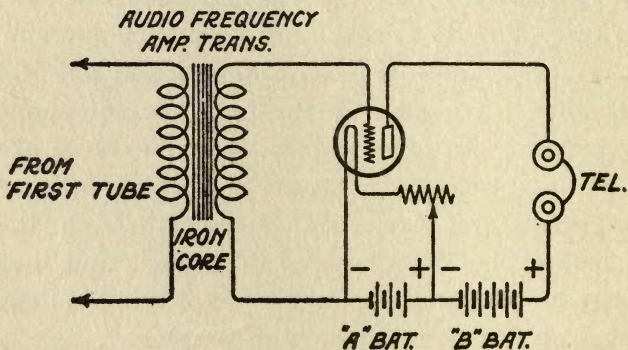 AUDIO FREQUENCY
AMP. TRANS.
FROM
FIRST TUBE
IRON
CORE
TEL.
- + - +
"A" BAT. "B" BAT.